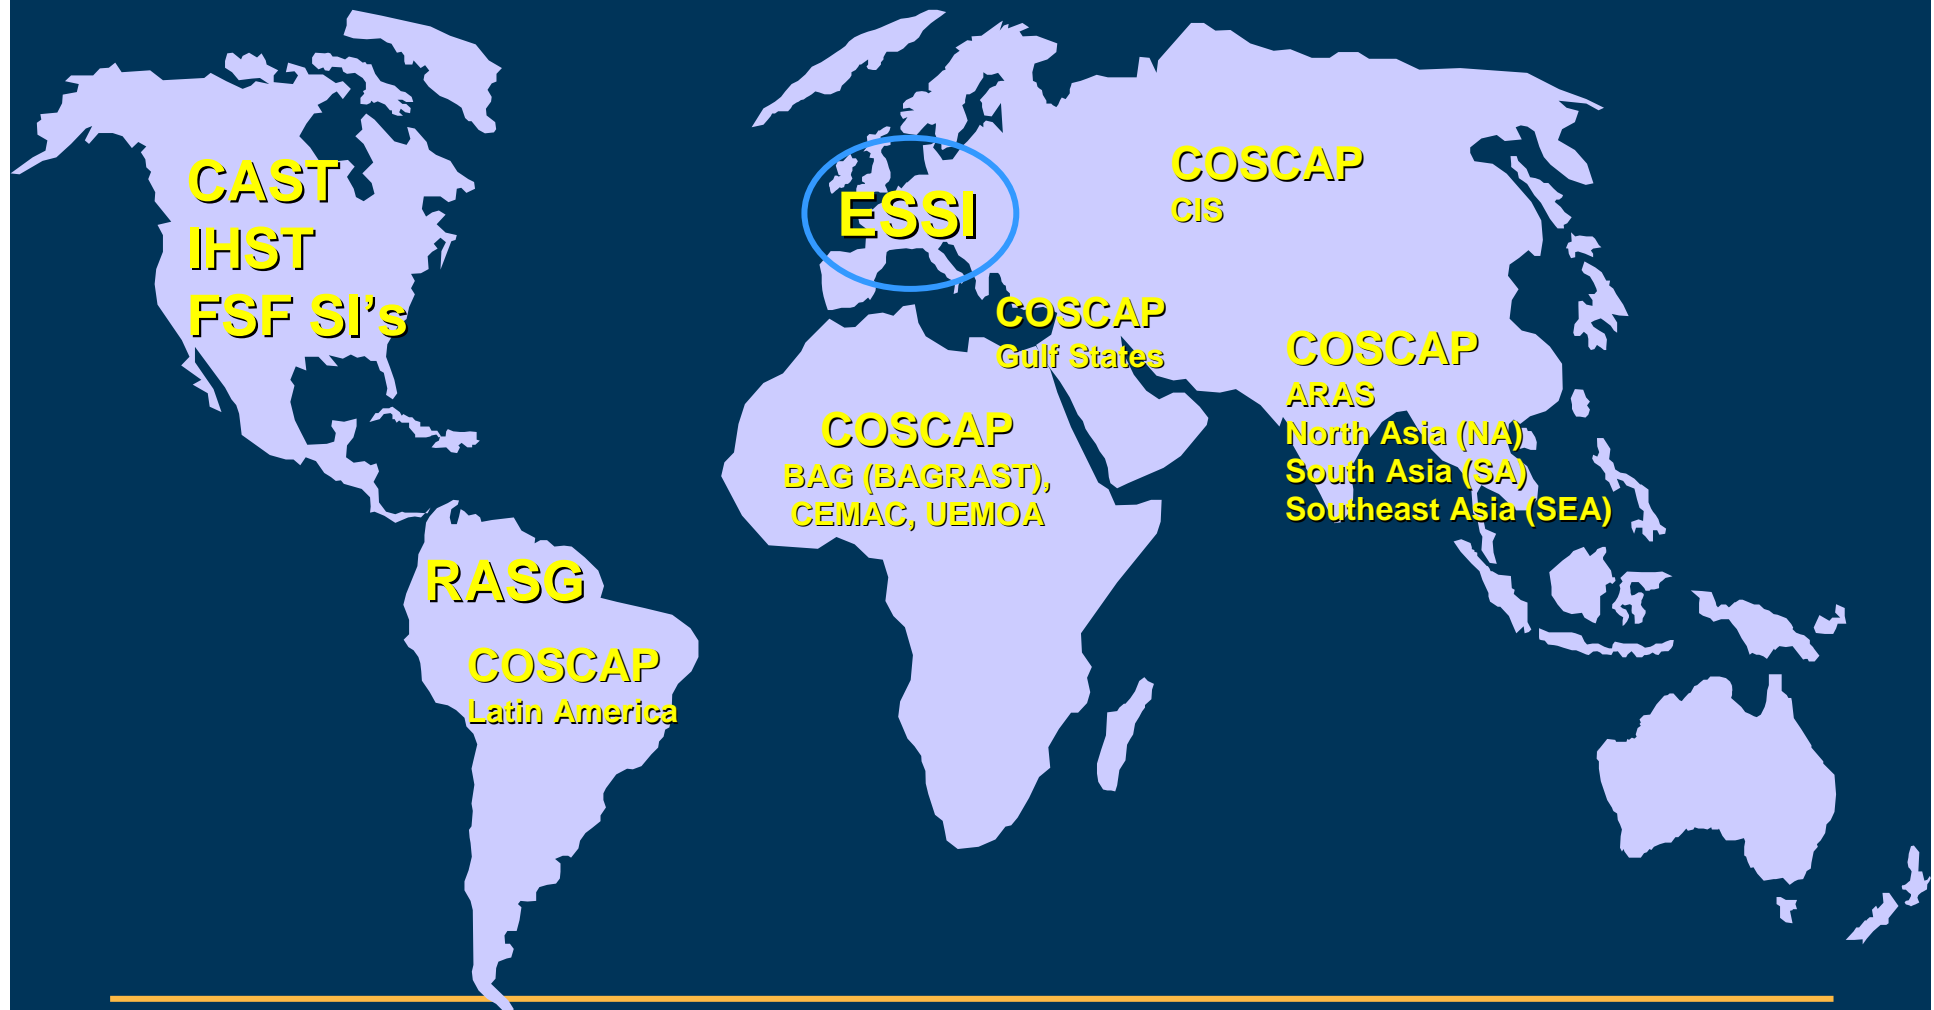 CAST
IHST
FSF SI’s
ESSI
COSCAP
CIS
COSCAP
Gulf States
COSCAP
ARAS
North Asia (NA)
South Asia (SA)
Southeast Asia (SEA)
COSCAP
BAG (BAGRAST),
CEMAC, UEMOA
RASG
COSCAP
Latin America